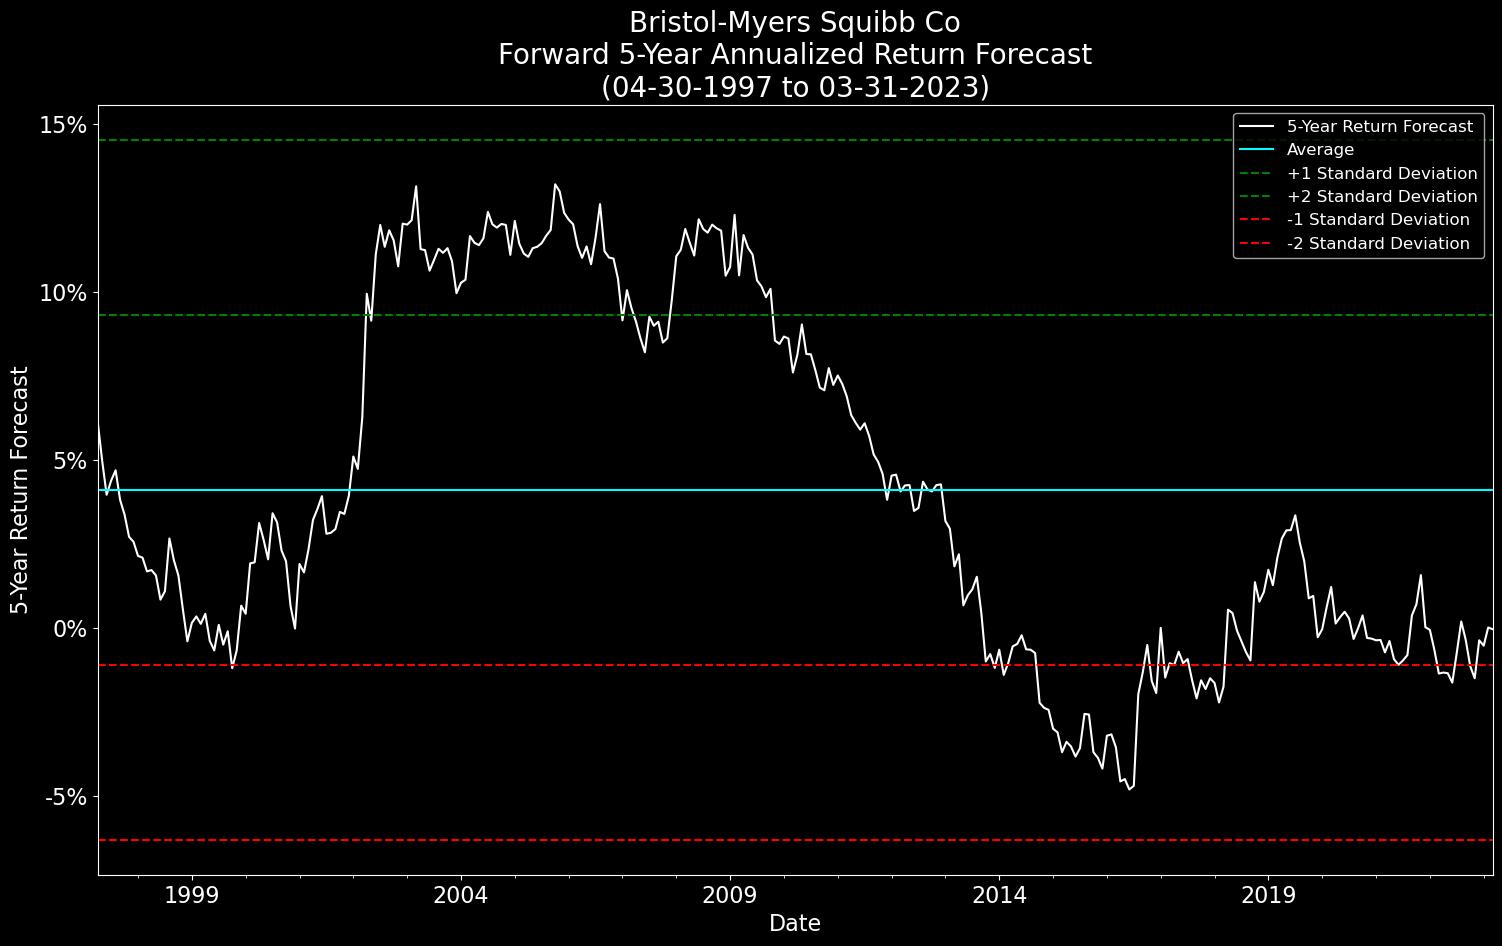 Bristol-Myers Squibb Co
Forward 5-Year Annualized Return Forecast
(04-30-1997 to 03-31-2023)
15%
10%
5%
0%
-5%
5-Year Return Forecast
5-Year Return Forecast
Average
+1 Standard Deviation
+2 Standard Deviation
-1 Standard Deviation
-2 Standard Deviation
1999
2004
2009
2014
2019
Date